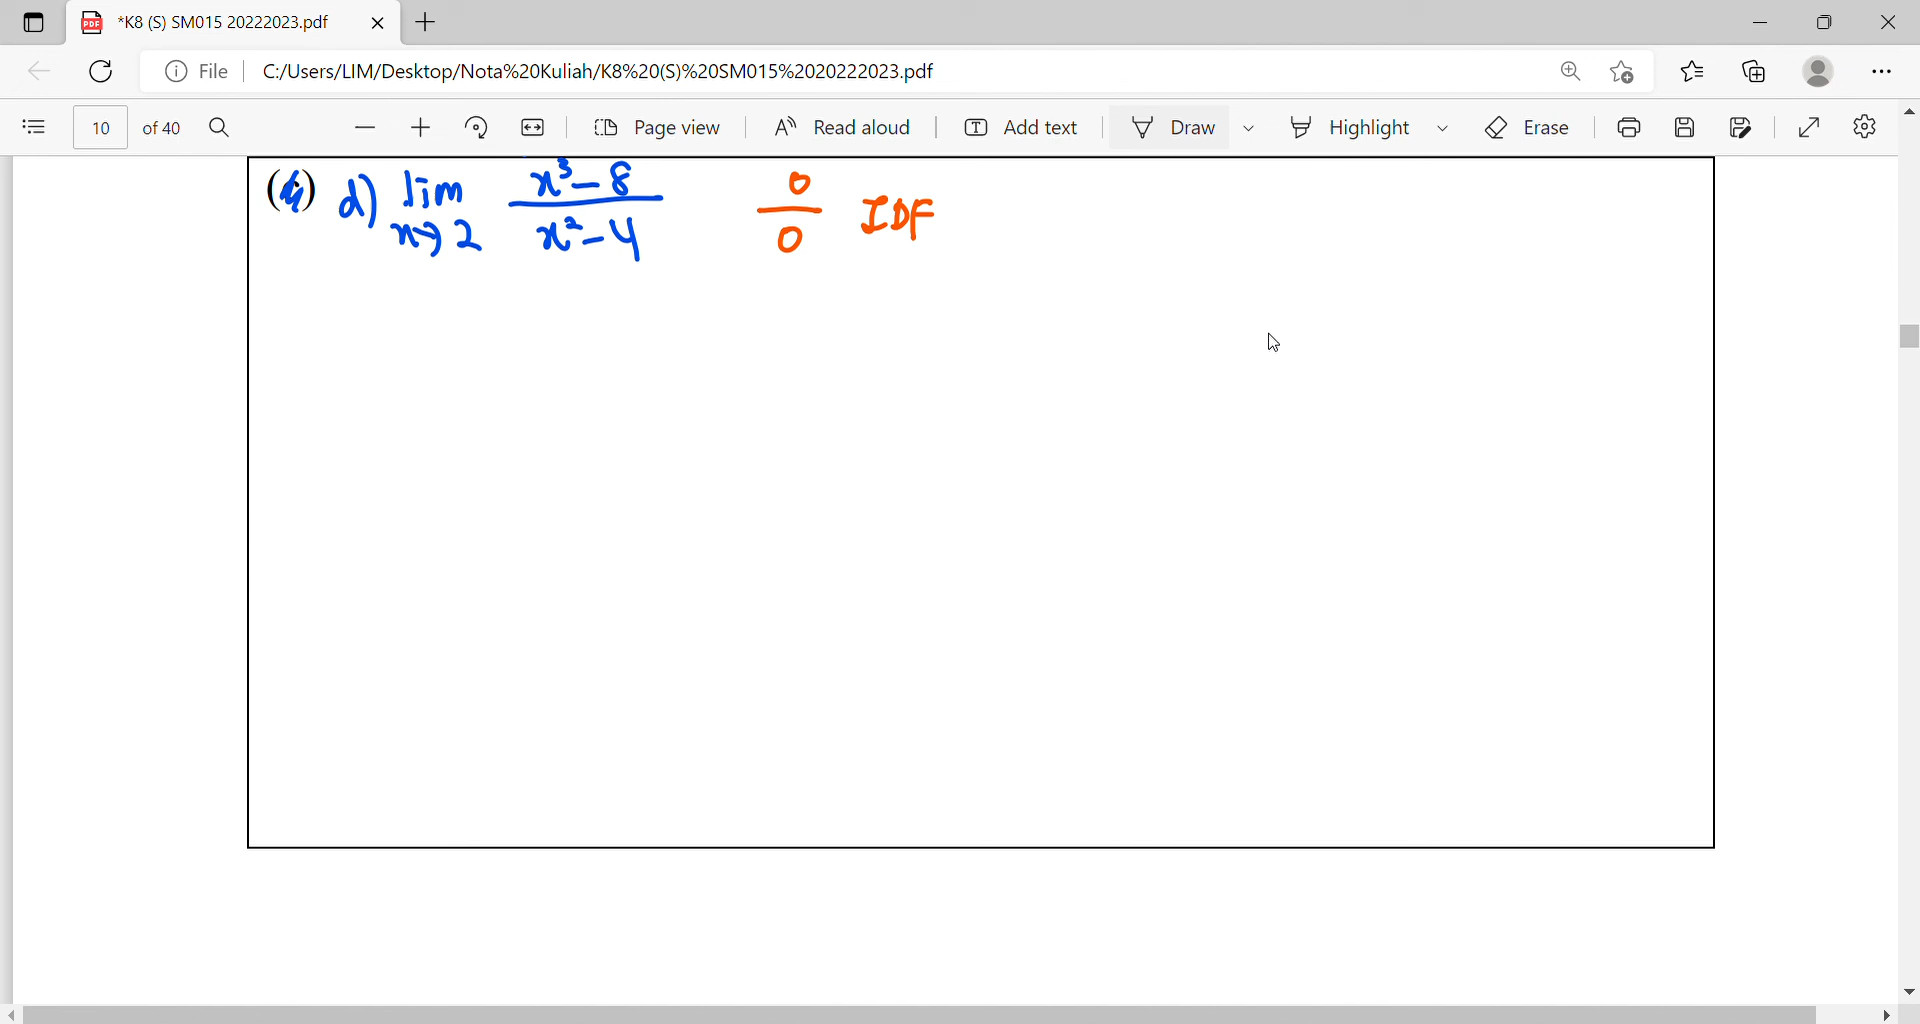 *K8 (S) SM015 20222023.pdf
File C:/Users/LIM/Desktop/Nota%20Kuliah/K8%20(S)%20SM015%2020222023.pdf
10 of 40 Page view Read aloud Add text Draw Highlight Erase
d) lim x→2 x³-8 / x²-4 0/0 IDF